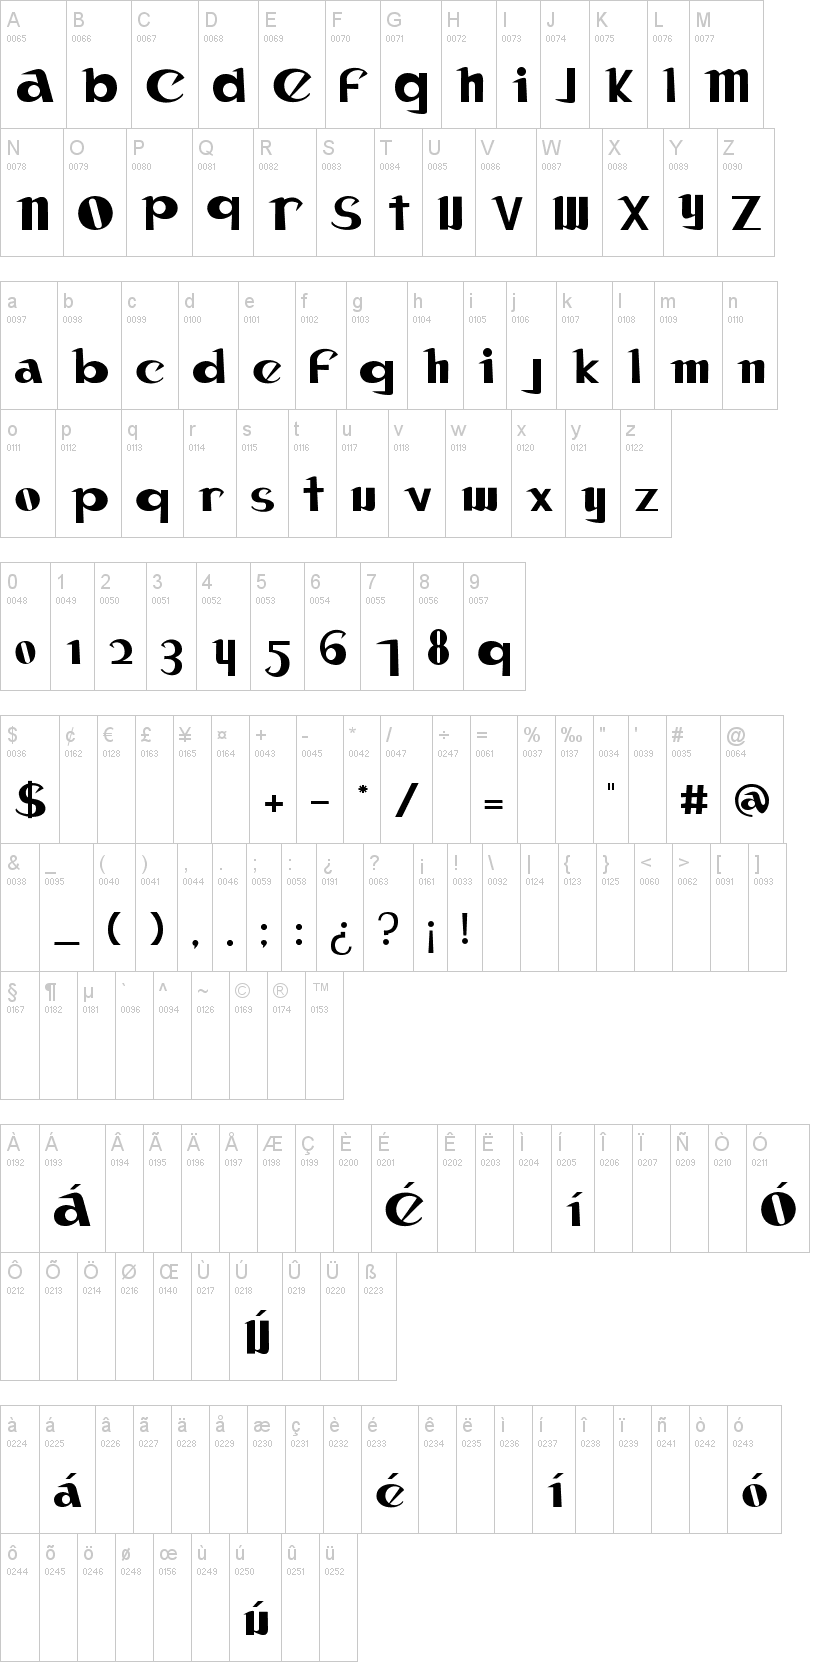 A B C D E F G H I J K L M
0065 0066 0067 0068 0069 0070 0071 0072 0073 0074 0075 0076 0077
a b c d e f g h i j k l m
N O P Q R S T U V W X Y Z
0078 0079 0080 0081 0082 0083 0084 0085 0086 0087 0088 0089 0090
n o p q r s t u v w x y z
a b c d e f g h i j k l m n
0097 0098 0099 0100 0101 0102 0103 0104 0105 0106 0107 0108 0109 0110
a b c d e f g h i j k l m n
o p q r s t u v w x y z
0111 0112 0113 0114 0115 0116 0117 0118 0119 0120 0121 0122
o p q r s t u v w x y z
0 1 2 3 4 5 6 7 8 9
0048 0049 0050 0051 0052 0053 0054 0055 0056 0057
0 1 2 3 4 5 6 7 8 9
$ ¢ € £ ¥ ¤ + - * / ÷ = % ‰ " ' # @
0036 0162 0128 0163 0165 0164 0043 0045 0042 0047 0247 0061 0037 0137 0034 0039 0035 0064
$ + - * / = " # @
& _ ( ) , . ; : ¿ ? ¡ ! \ | { } < > [ ]
0038 0095 0040 0041 0044 0046 0059 0058 0191 0063 0161 0033 0092 0124 0123 0125 0060 0062 0091 0093
_ ( ) , . ; : ¿ ? ¡ !
§ ¶ µ ` ^ ~ © ® ™
0167 0182 0181 0096 0094 0126 0169 0174 0153
À Á Â Ã Ä Å Æ Ç È É Ê Ë Ì Í Î Ï Ñ Ò Ó
0192 0193 0194 0195 0196 0197 0198 0199 0200 0201 0202 0203 0204 0205 0206 0207 0209 0210 0211
á é í ó
Ô Õ Ö Ø Œ Ù Ú Û Ü ß
0212 0213 0214 0216 0140 0217 0218 0219 0220 0223
ú
à á â ã ä å æ ç è é ê ë ì í î ï ñ ò ó
0224 0225 0226 0227 0228 0229 0230 0231 0232 0233 0234 0235 0236 0237 0238 0239 0241 0242 0243
á é í ó
ô õ ö ø œ ù ú û ü
0244 0245 0246 0248 0156 0249 0250 0251 0252
ú